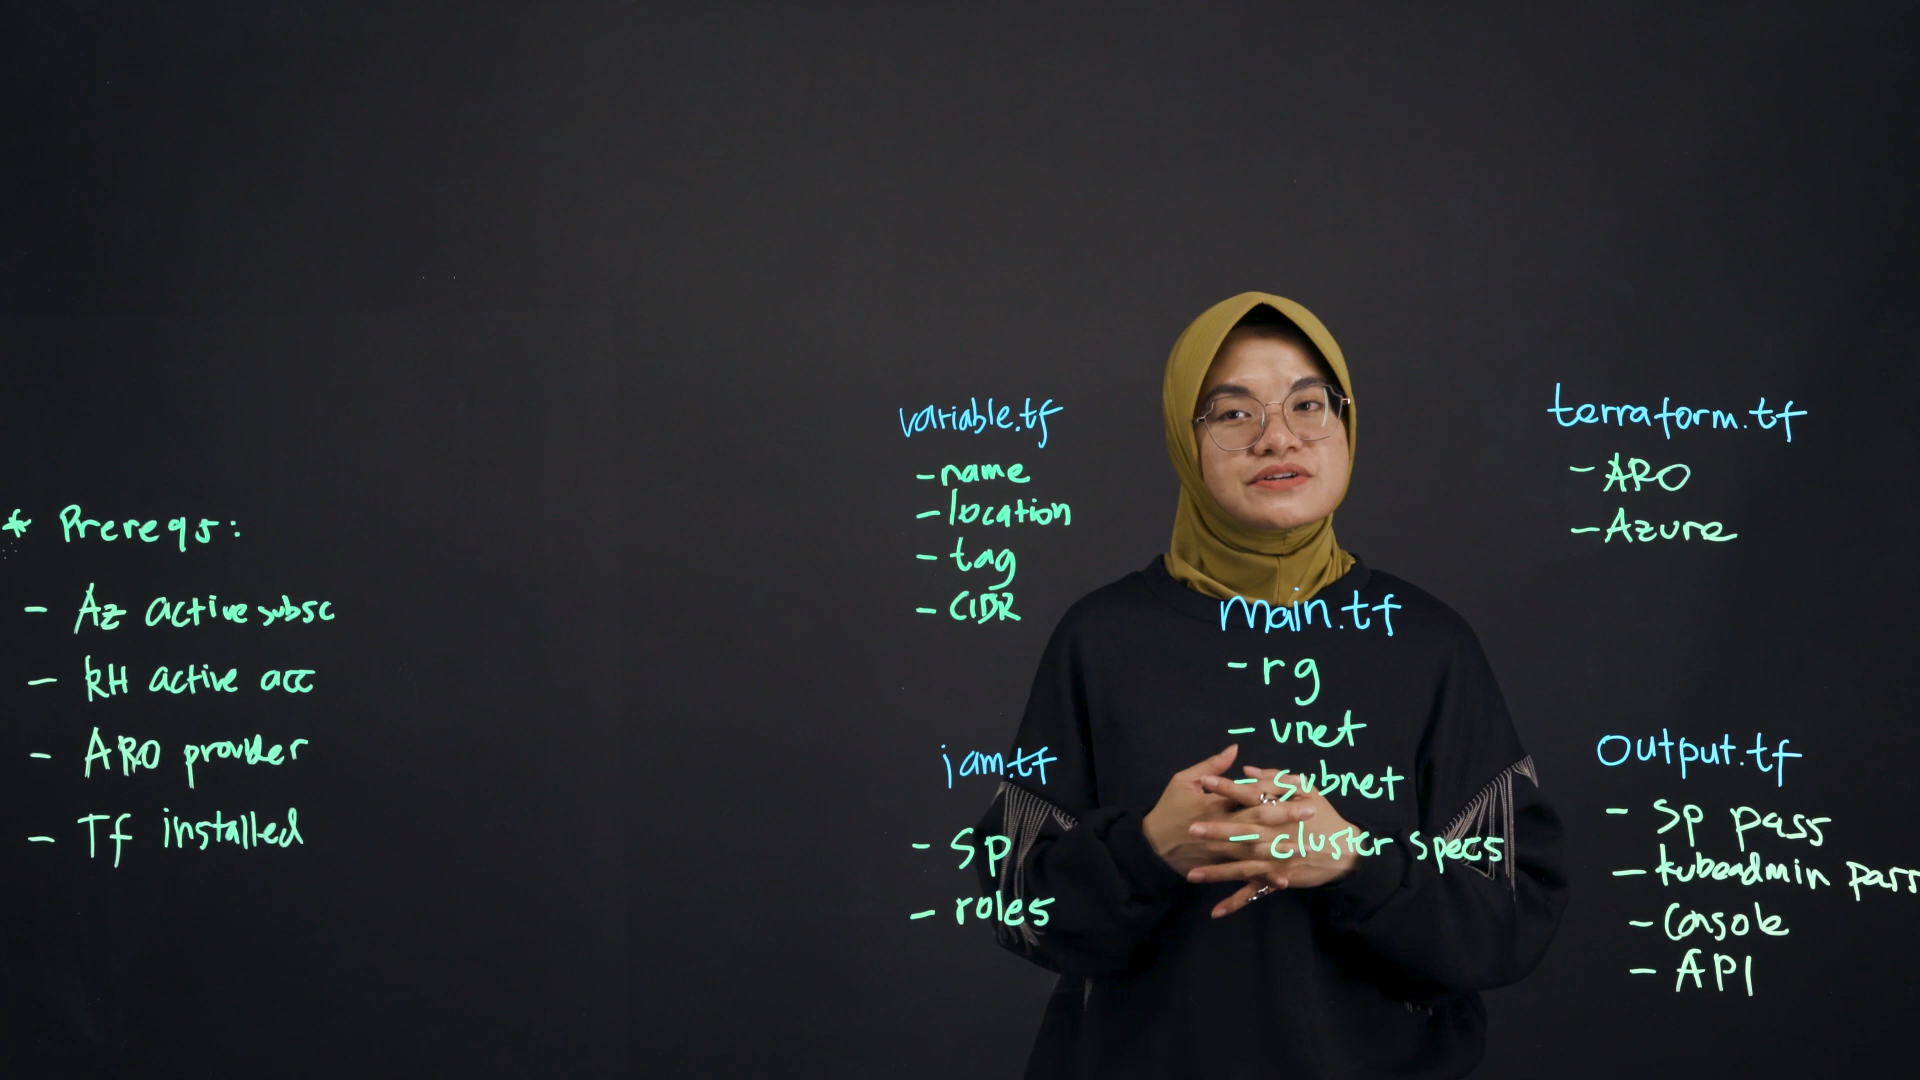 * Prereqs:
- Az active subsc
- RH active acc
- ARO provider
- Tf installed
variable.tf
- name
- location
- tag
- CIDR
iam.tf
- SP
- roles
main.tf
- rg
- vnet
- subnet
- cluster specs
terraform.tf
- ARO
- Azure
Output.tf
- SP pass
- kubeadmin pass
- Console
- API